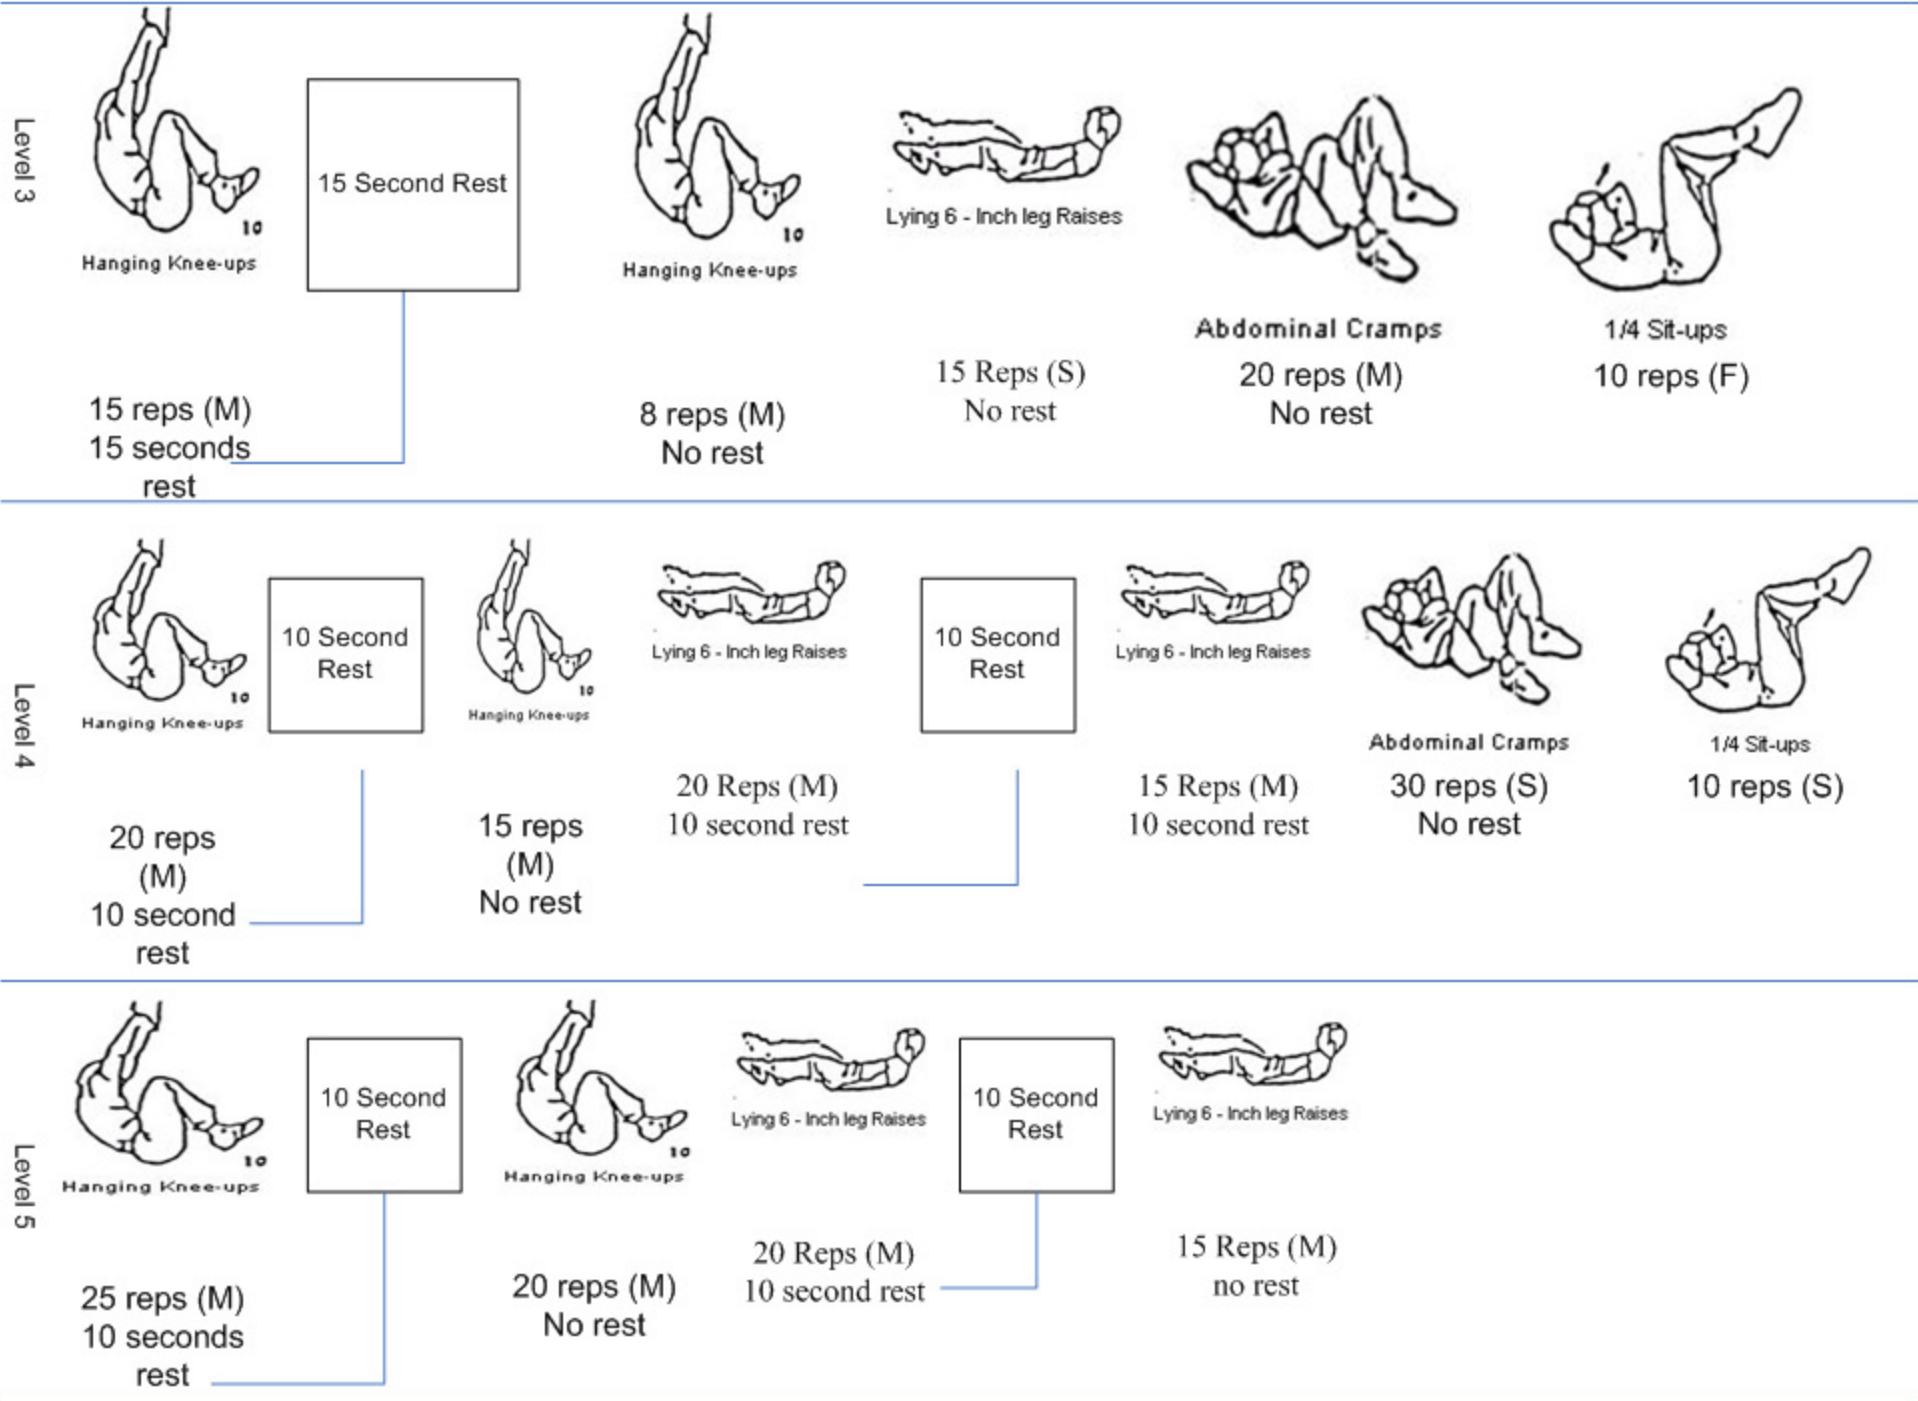 Level 3
10
Hanging Knee-ups
15 reps (M)
15 seconds
rest
15 Second Rest
10
Hanging Knee-ups
8 reps (M)
No rest
Lying 6 - Inch leg Raises
15 Reps (S)
No rest
Abdominal Cramps
20 reps (M)
No rest
1/4 Sit-ups
10 reps (F)
Level 4
10
Hanging Knee-ups
20 reps
(M)
10 second
rest
10 Second
Rest
10
Hanging Knee-ups
15 reps
(M)
No rest
Lying 6 - Inch leg Raises
20 Reps (M)
10 second rest
10 Second
Rest
Lying 6 - Inch leg Raises
15 Reps (M)
10 second rest
Abdominal Cramps
30 reps (S)
No rest
1/4 Sit-ups
10 reps (S)
Level 5
10
Hanging Knee-ups
25 reps (M)
10 seconds
rest
10 Second
Rest
10
Hanging Knee-ups
20 reps (M)
No rest
Lying 6 - Inch leg Raises
20 Reps (M)
10 second rest
10 Second
Rest
Lying 6 - Inch leg Raises
15 Reps (M)
no rest